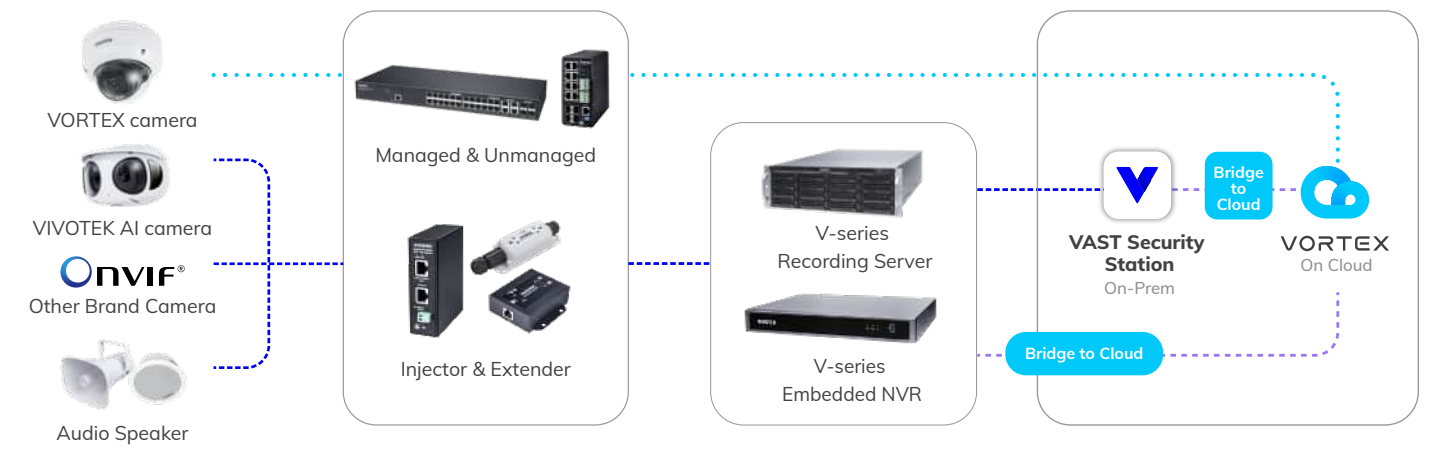 VORTEX camera
VIVOTEK AI camera
ONVIF®
Other Brand Camera
Audio Speaker
Managed & Unmanaged
Injector & Extender
V-series
Recording Server
V-series
Embedded NVR
Bridge to Cloud
VAST Security
Station
On-Prem
Bridge
to
Cloud
VORTEX
On Cloud